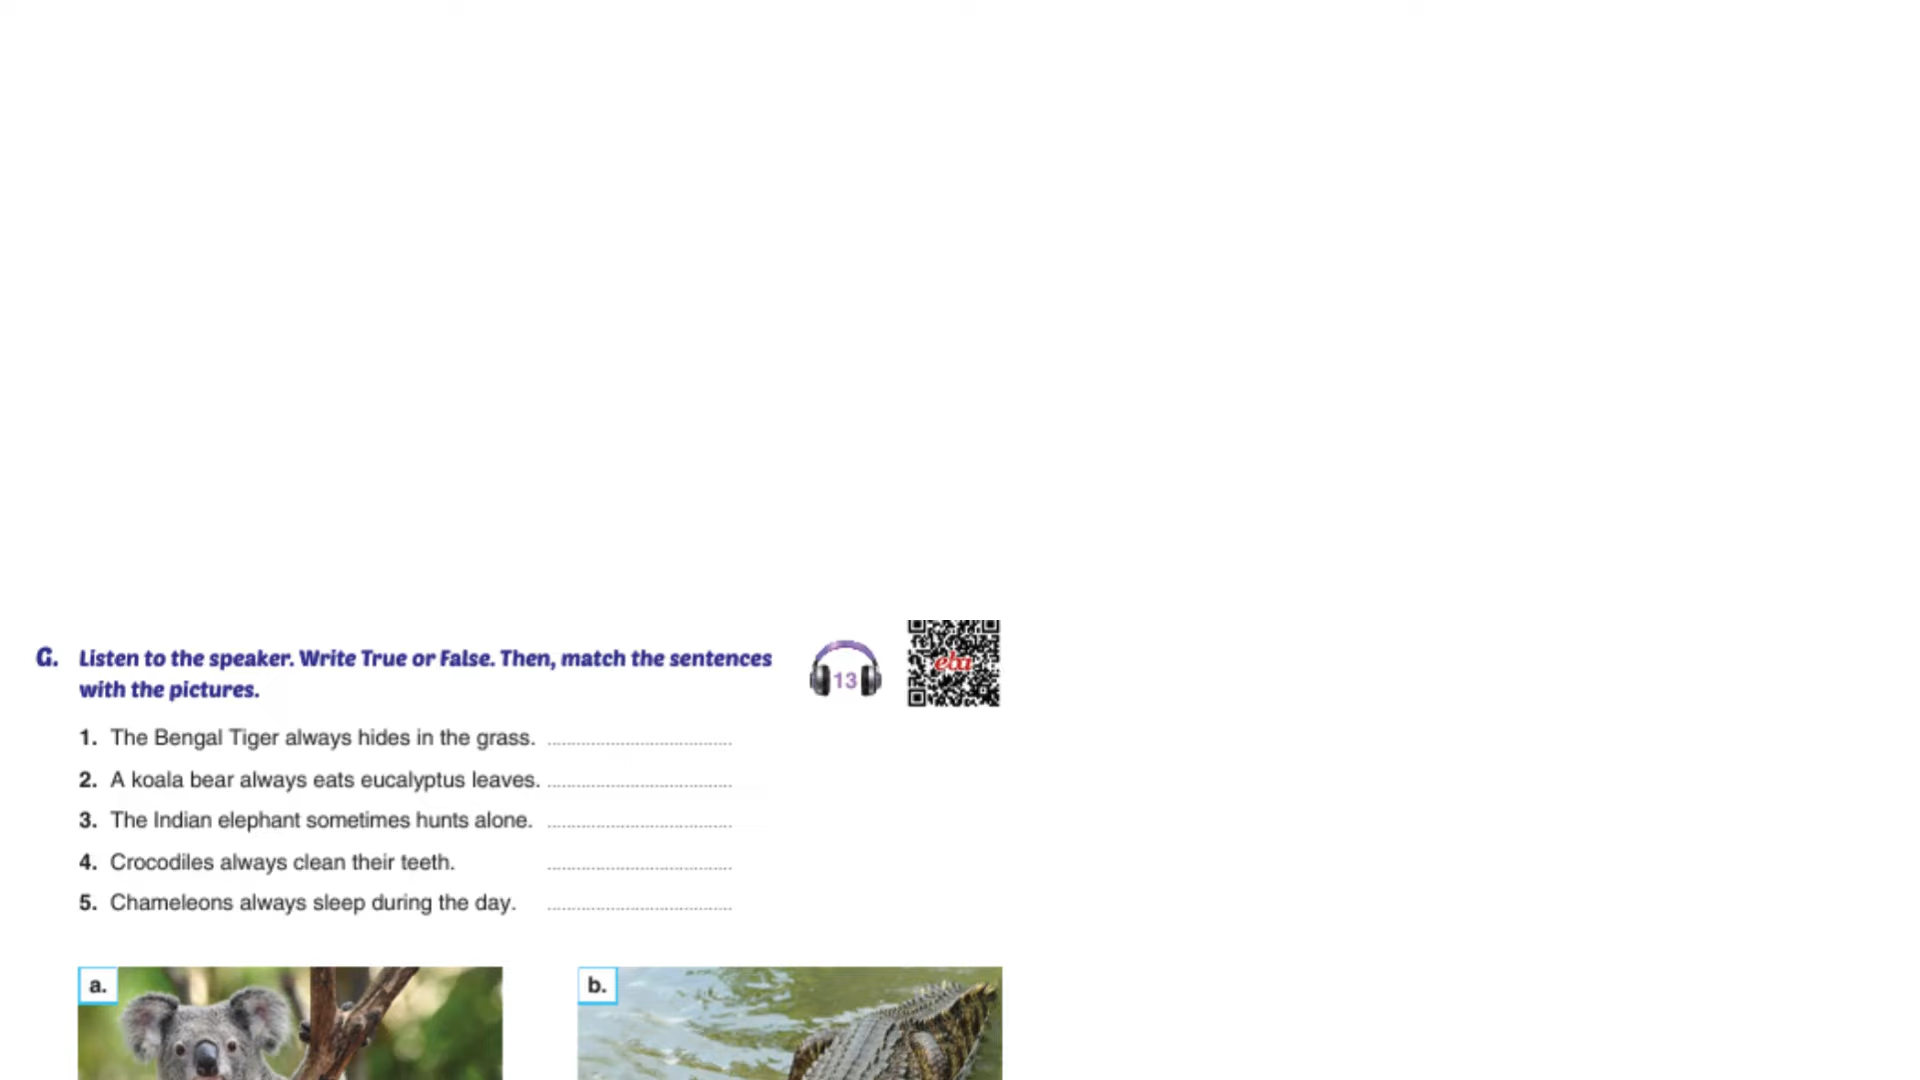 G. Listen to the speaker. Write True or False. Then, match the sentences
with the pictures.
13
eba
1. The Bengal Tiger always hides in the grass.
2. A koala bear always eats eucalyptus leaves.
3. The Indian elephant sometimes hunts alone.
4. Crocodiles always clean their teeth.
5. Chameleons always sleep during the day.
a.
b.